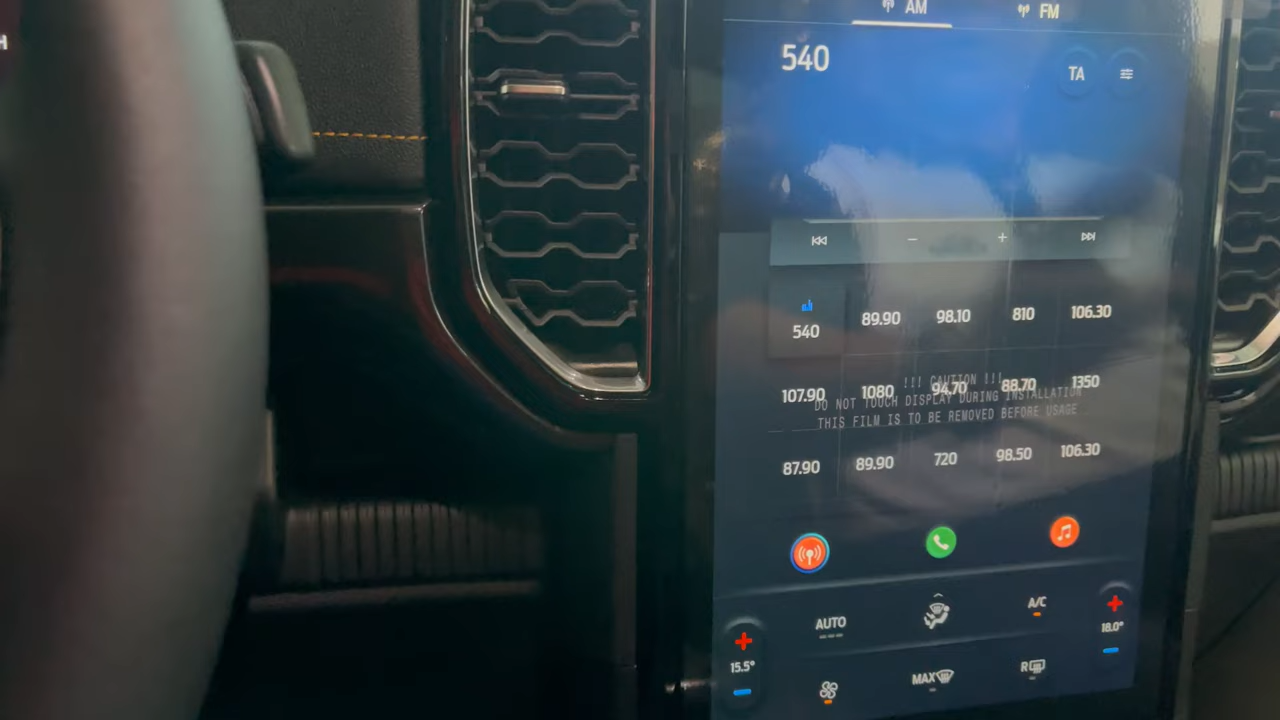 H
AM FM
540
TA
540 89.90 98.10 810 106.30
!!! CAUTION !!!
107.90 1080 94.70 88.70 1350
DO NOT TOUCH DISPLAY DURING INSTALLATION
THIS FILM IS TO BE REMOVED BEFORE USAGE
87.90 89.90 720 98.50 106.30
AUTO A/C
15.5° 18.0°
MAX R